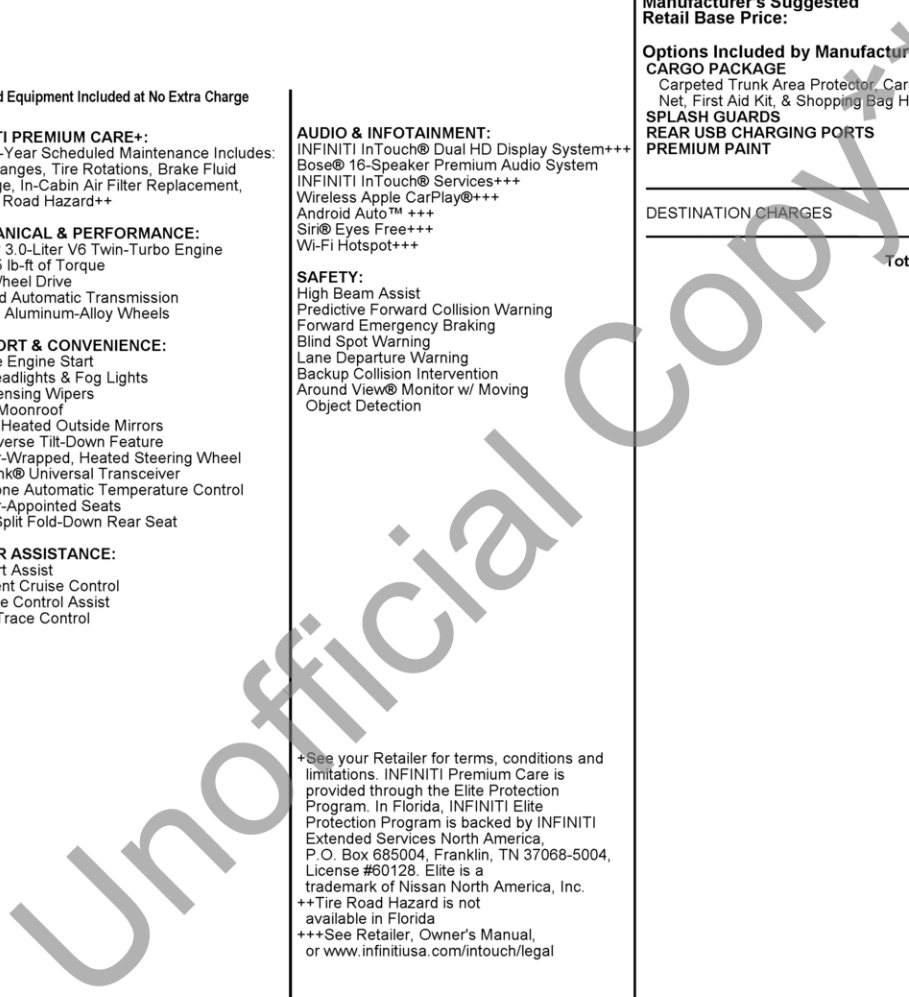 d Equipment Included at No Extra Charge
TI PREMIUM CARE+:
-Year Scheduled Maintenance Includes:
anges, Tire Rotations, Brake Fluid
ge, In-Cabin Air Filter Replacement,
Road Hazard++
ANICAL & PERFORMANCE:
3.0-Liter V6 Twin-Turbo Engine
lb-ft of Torque
Wheel Drive
d Automatic Transmission
Aluminum-Alloy Wheels
ORT & CONVENIENCE:
e Engine Start
eadlights & Fog Lights
ensing Wipers
Moonroof
Heated Outside Mirrors
verse Tilt-Down Feature
r-Wrapped, Heated Steering Wheel
nk® Universal Transceiver
one Automatic Temperature Control
r-Appointed Seats
Split Fold-Down Rear Seat
R ASSISTANCE:
rt Assist
ent Cruise Control
e Control Assist
Trace Control
AUDIO & INFOTAINMENT:
INFINITI InTouch® Dual HD Display System+++
Bose® 16-Speaker Premium Audio System
INFINITI InTouch® Services+++
Wireless Apple CarPlay®+++
Android Auto™ +++
Siri® Eyes Free+++
Wi-Fi Hotspot+++
SAFETY:
High Beam Assist
Predictive Forward Collision Warning
Forward Emergency Braking
Blind Spot Warning
Lane Departure Warning
Backup Collision Intervention
Around View® Monitor w/ Moving
Object Detection
+See your Retailer for terms, conditions and
limitations. INFINITI Premium Care is
provided through the Elite Protection
Program. In Florida, INFINITI Elite
Protection Program is backed by INFINITI
Extended Services North America,
P.O. Box 685004, Franklin, TN 37068-5004,
License #60128. Elite is a
trademark of Nissan North America, Inc.
++Tire Road Hazard is not
available in Florida
+++See Retailer, Owner's Manual,
or www.infinitiusa.com/intouch/legal
Manufacturer's Suggested
Retail Base Price:
Options Included by Manufactur
CARGO PACKAGE
Carpeted Trunk Area Protector, Car
Net, First Aid Kit, & Shopping Bag H
SPLASH GUARDS
REAR USB CHARGING PORTS
PREMIUM PAINT
DESTINATION CHARGES
Tot
Unofficial Copy**